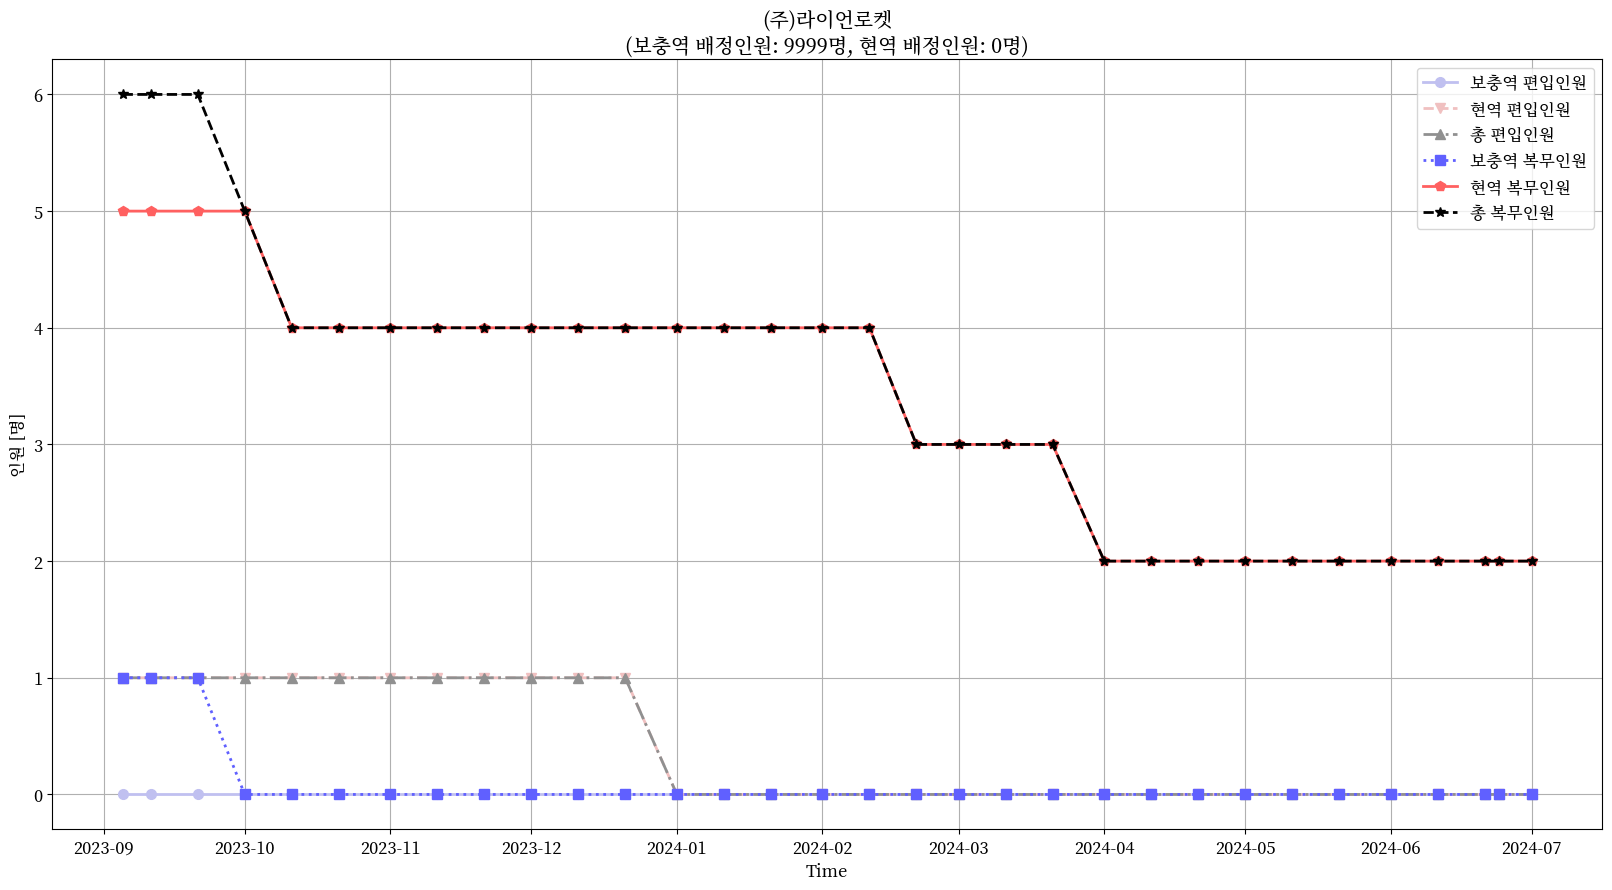 (주)라이언로켓
(보충역 배정인원: 9999명, 현역 배정인원: 0명)
보충역 편입인원
현역 편입인원
총 편입인원
보충역 복무인원
현역 복무인원
총 복무인원
인원 [명]
6
5
4
3
2
1
0
2023-09 2023-10 2023-11 2023-12 2024-01 2024-02 2024-03 2024-04 2024-05 2024-06 2024-07
Time